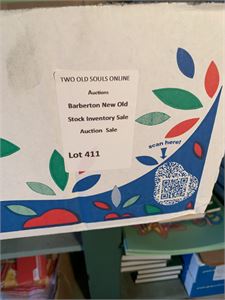 TWO OLD SOULS ONLINE
Auctions
Barberton New Old
Stock Inventory Sale
Auction Sale
Lot 411
scan here!